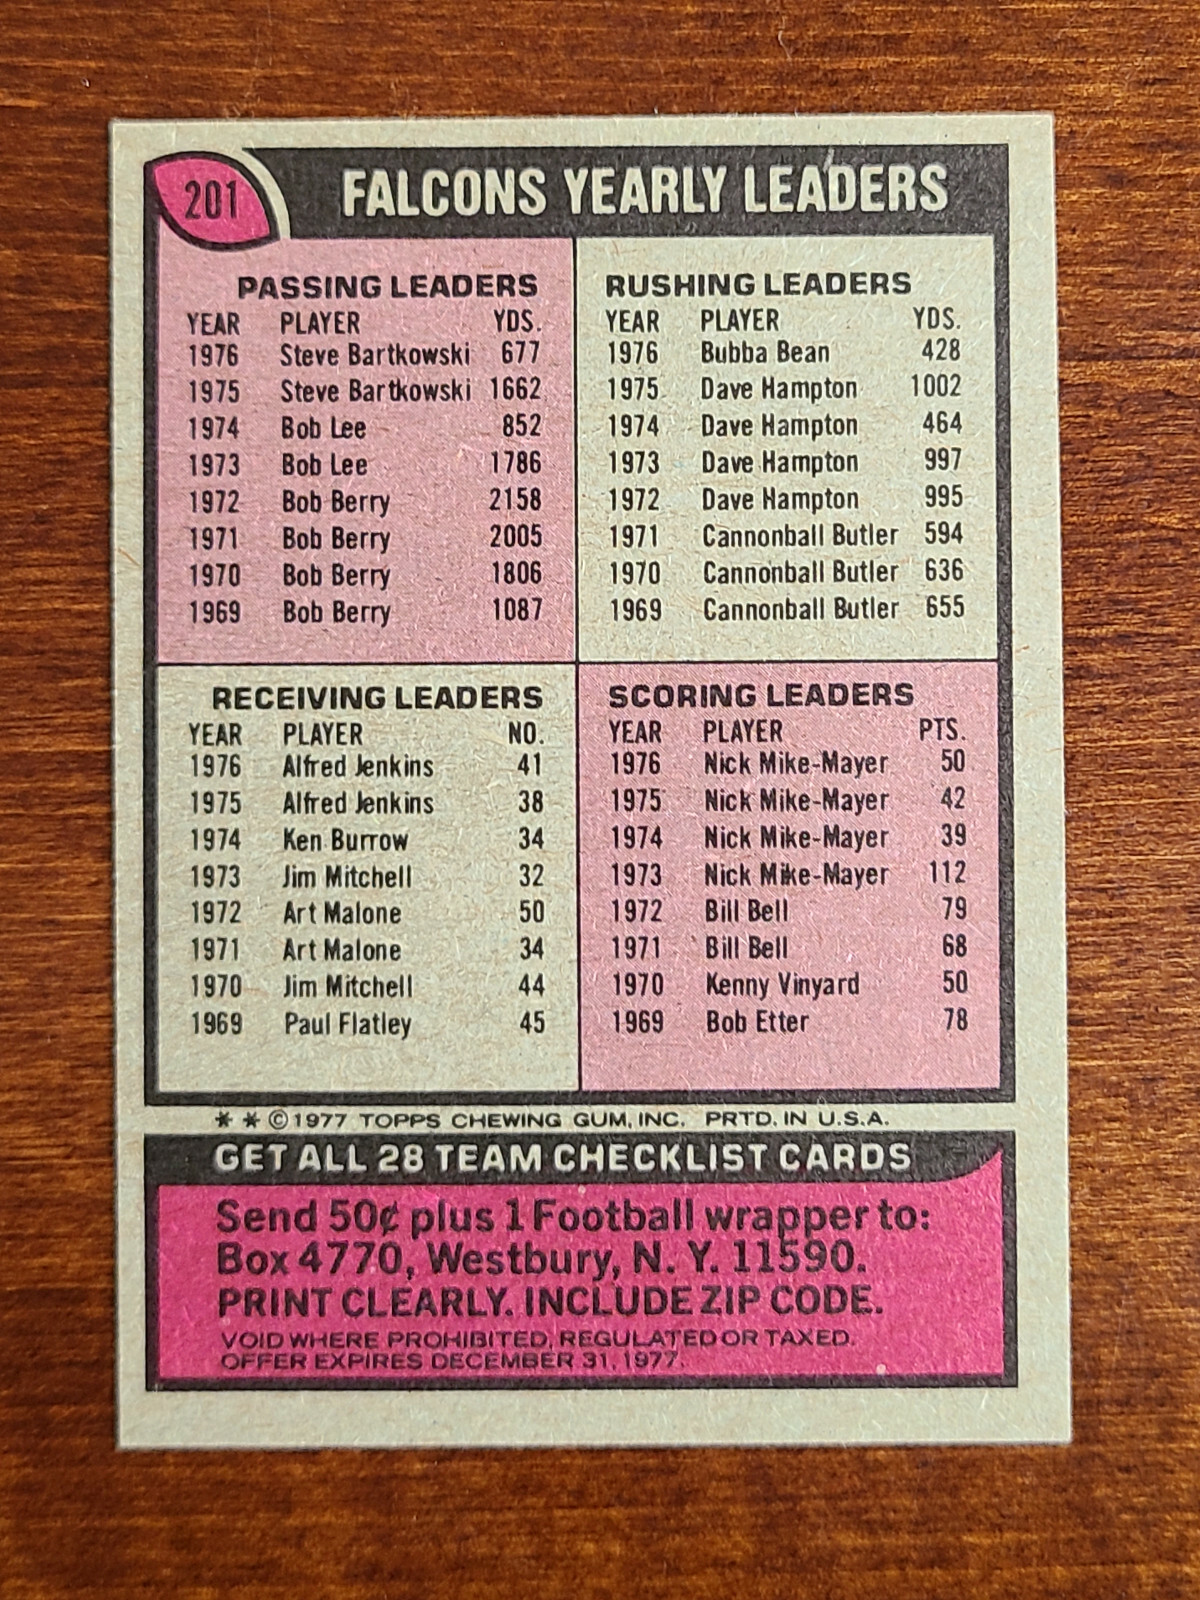 201
FALCONS YEARLY LEADERS
PASSING LEADERS
YEAR PLAYER YDS.
1976 Steve Bartkowski 677
1975 Steve Bartkowski 1662
1974 Bob Lee 852
1973 Bob Lee 1786
1972 Bob Berry 2158
1971 Bob Berry 2005
1970 Bob Berry 1806
1969 Bob Berry 1087
RUSHING LEADERS
YEAR PLAYER YDS.
1976 Bubba Bean 428
1975 Dave Hampton 1002
1974 Dave Hampton 464
1973 Dave Hampton 997
1972 Dave Hampton 995
1971 Cannonball Butler 594
1970 Cannonball Butler 636
1969 Cannonball Butler 655
RECEIVING LEADERS
YEAR PLAYER NO.
1976 Alfred Jenkins 41
1975 Alfred Jenkins 38
1974 Ken Burrow 34
1973 Jim Mitchell 32
1972 Art Malone 50
1971 Art Malone 34
1970 Jim Mitchell 44
1969 Paul Flatley 45
SCORING LEADERS
YEAR PLAYER PTS.
1976 Nick Mike-Mayer 50
1975 Nick Mike-Mayer 42
1974 Nick Mike-Mayer 39
1973 Nick Mike-Mayer 112
1972 Bill Bell 79
1971 Bill Bell 68
1970 Kenny Vinyard 50
1969 Bob Etter 78
* * © 1977 TOPPS CHEWING GUM, INC. PRTD. IN U.S.A.
GET ALL 28 TEAM CHECKLIST CARDS
Send 50¢ plus 1 Football wrapper to:
Box 4770, Westbury, N. Y. 11590.
PRINT CLEARLY. INCLUDE ZIP CODE.
VOID WHERE PROHIBITED, REGULATED OR TAXED.
OFFER EXPIRES DECEMBER 31, 1977.